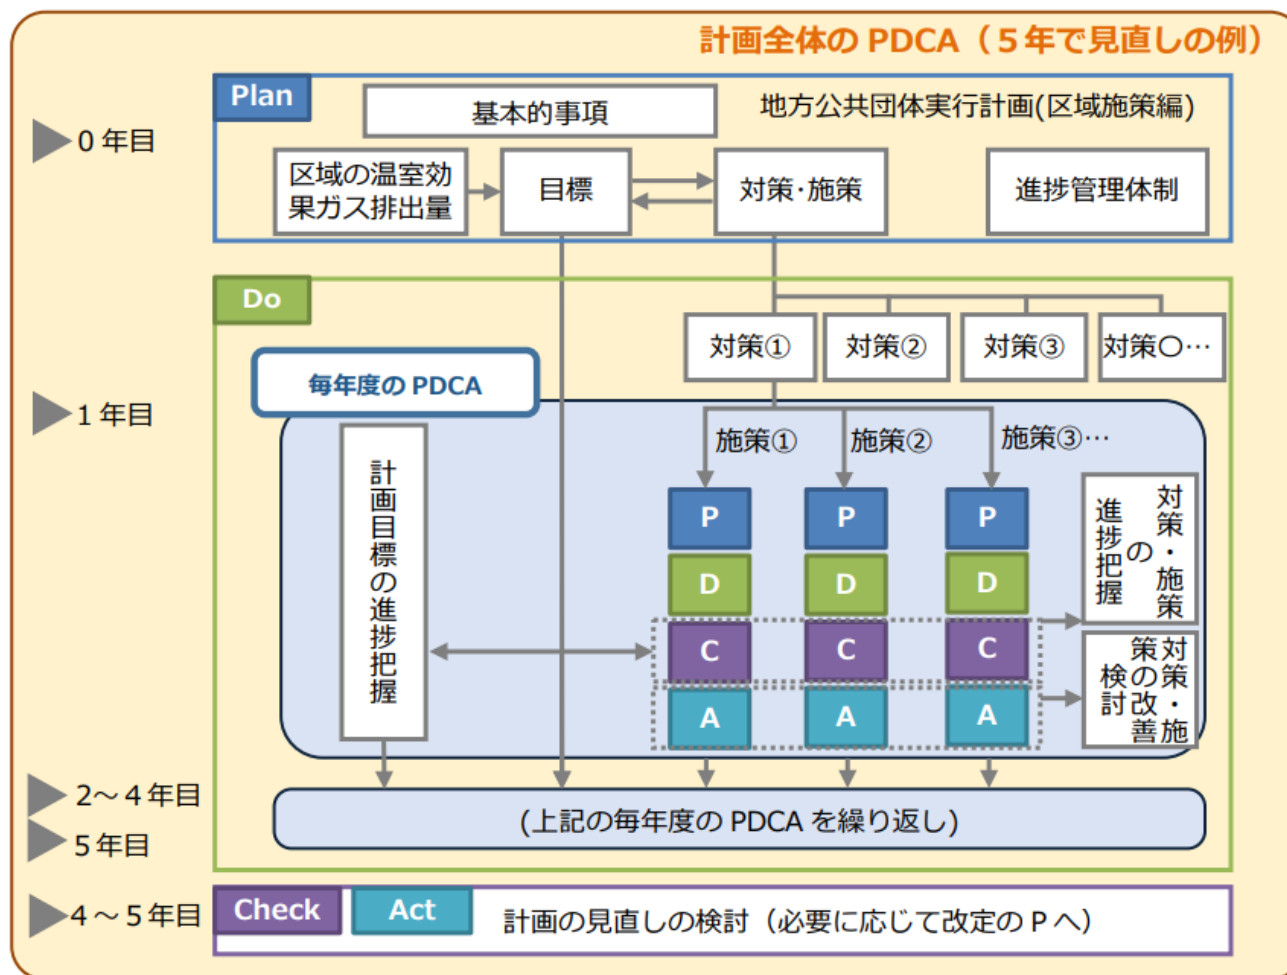 計画全体の PDCA（５年で見直しの例）
Plan
基本的事項
地方公共団体実行計画(区域施策編)
０年目
区域の温室効
果ガス排出量
目標
対策･施策
進捗管理体制
Do
対策①
対策②
対策③
対策〇…
毎年度の PDCA
１年目
施策①
施策②
施策③…
計画目標の進捗把握
P
P
P
D
D
D
C
C
C
A
A
A
対策・施策
の
進捗把握
対策・施
策の改善
検討
２～４年目
５年目
(上記の毎年度の PDCA を繰り返し)
４～５年目
Check
Act
計画の見直しの検討（必要に応じて改定の P へ）